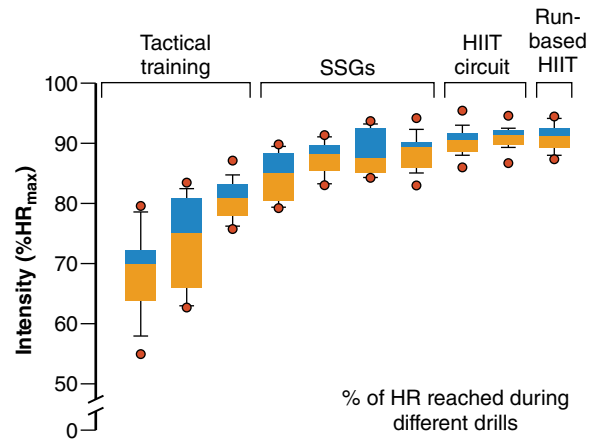 Tactical
training
SSGs
HIIT
circuit
Run-
based
HIIT
100
90
80
70
60
50
0
Intensity (%HRmax)
% of HR reached during
different drills